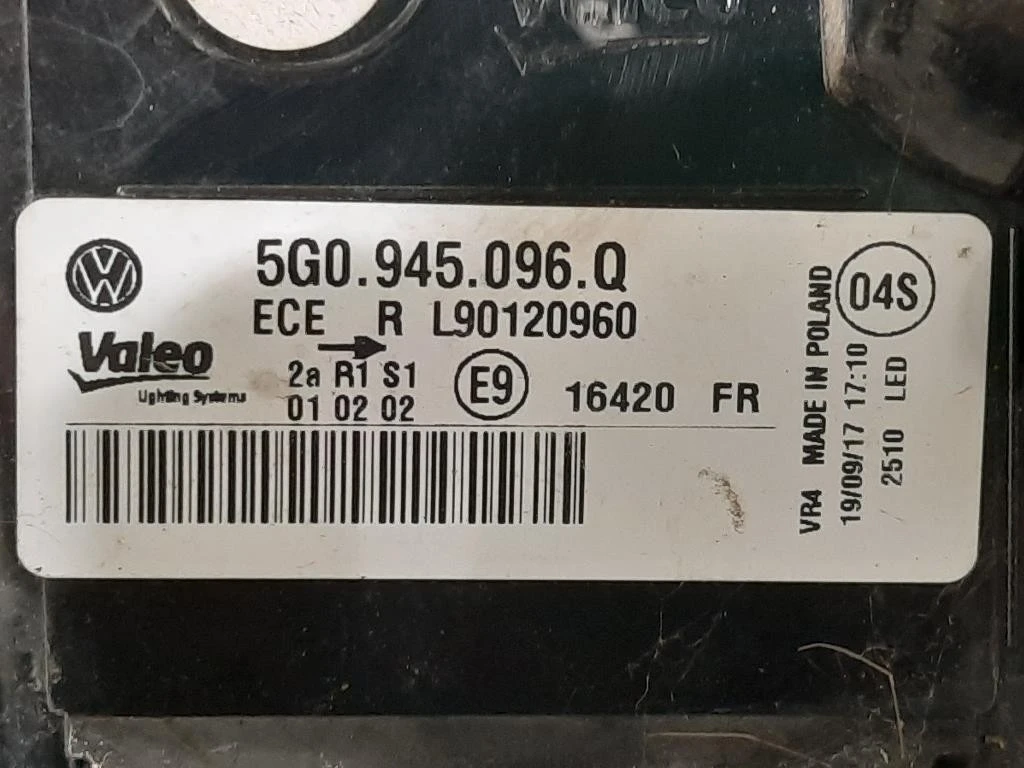 5G0.945.096.Q
ECE R L90120960
Valeo
Lighting Systems
2a R1 S1
01 02 02
E9
16420 FR
04S
VR4 MADE IN POLAND
19/09/17 17:10
2510 LED